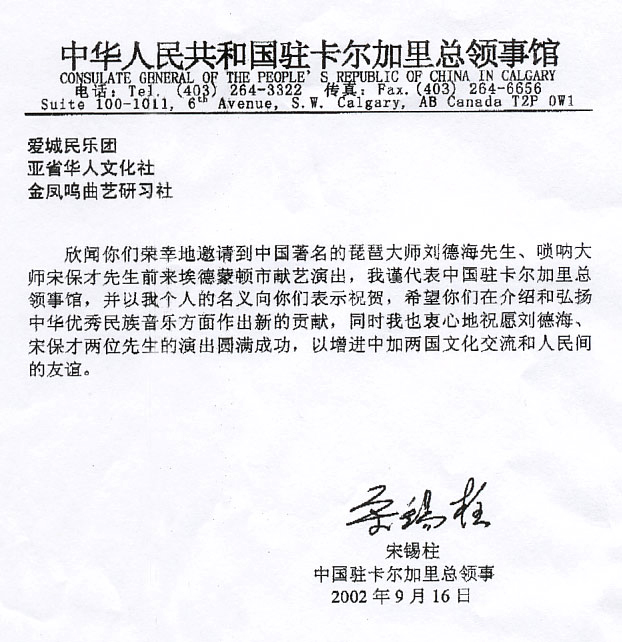 中华人民共和国驻卡尔加里总领事馆
CONSULATE GENERAL OF THE PEOPLE'S REPUBLIC OF CHINA IN CALGARY
电话：Tel. (403) 264-3322 传真：Fax. (403) 264-6656
Suite 100-1011, 6th Avenue, S.W. Calgary, AB Canada T2P 0W1
爱城民乐团
亚省华人文化社
金凤鸣曲艺研习社
欣闻你们荣幸地邀请到中国著名的琵琶大师刘德海先生、唢呐大
师宋保才先生前来埃德蒙顿市献艺演出，我谨代表中国驻卡尔加里总
领事馆，并以我个人的名义向你们表示祝贺，希望你们在介绍和弘扬
中华优秀民族音乐方面作出新的贡献，同时我也衷心地祝愿刘德海、
宋保才两位先生的演出圆满成功，以增进中加两国文化交流和人民间
的友谊。
宋锡柱
宋锡柱
中国驻卡尔加里总领事
2002 年 9 月 16 日